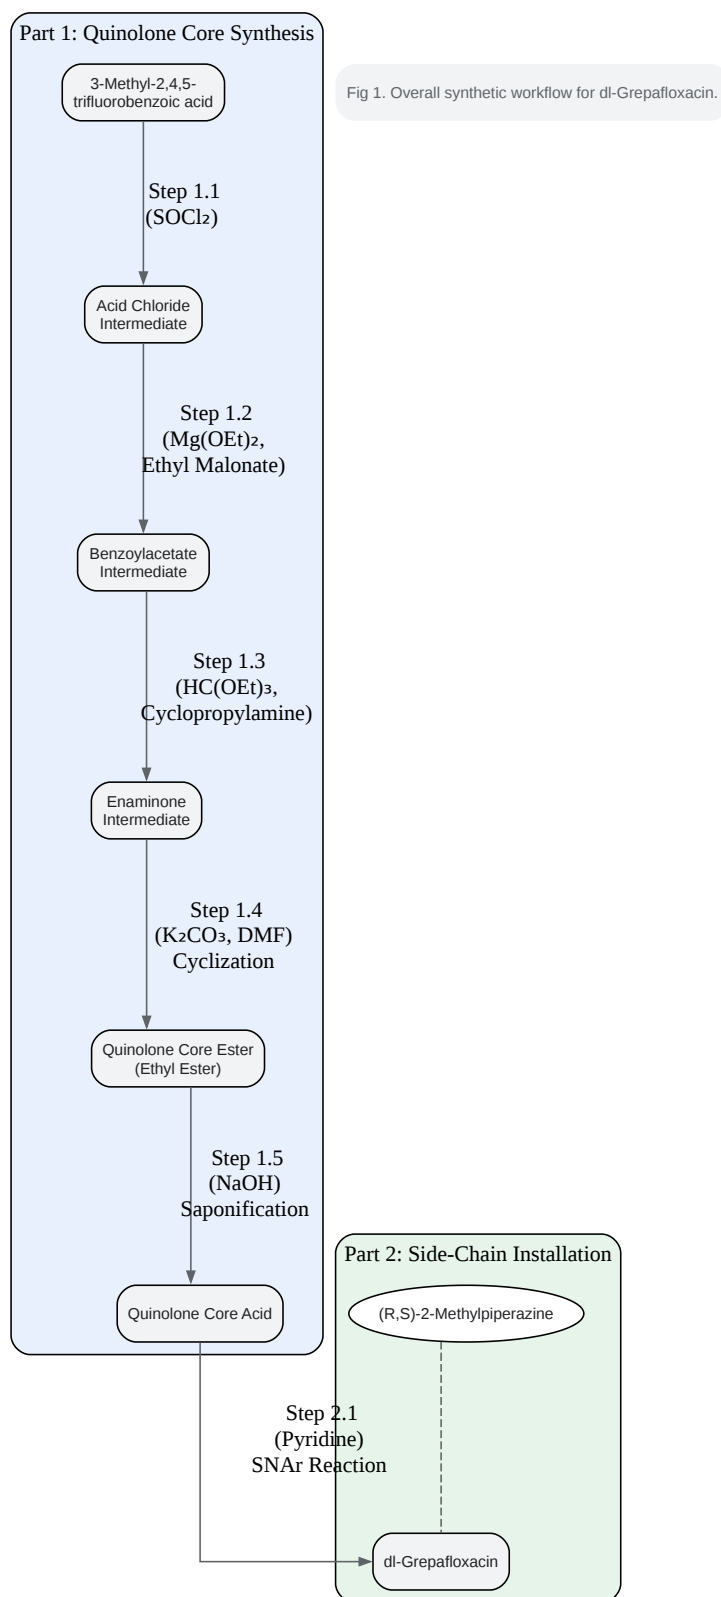 Part 1: Quinolone Core Synthesis
3-Methyl-2,4,5-
trifluorobenzoic acid
Fig 1. Overall synthetic workflow for dl-Grepafloxacin.
Step 1.1
(SOCl₂)
Acid Chloride
Intermediate
Step 1.2
(Mg(OEt)₂,
Ethyl Malonate)
Benzoylacetate
Intermediate
Step 1.3
(HC(OEt)₃,
Cyclopropylamine)
Enaminone
Intermediate
Step 1.4
(K₂CO₃, DMF)
Cyclization
Quinolone Core Ester
(Ethyl Ester)
Step 1.5
(NaOH)
Saponification
Quinolone Core Acid
Part 2: Side-Chain Installation
(R,S)-2-Methylpiperazine
Step 2.1
(Pyridine)
SNAr Reaction
dl-Grepafloxacin